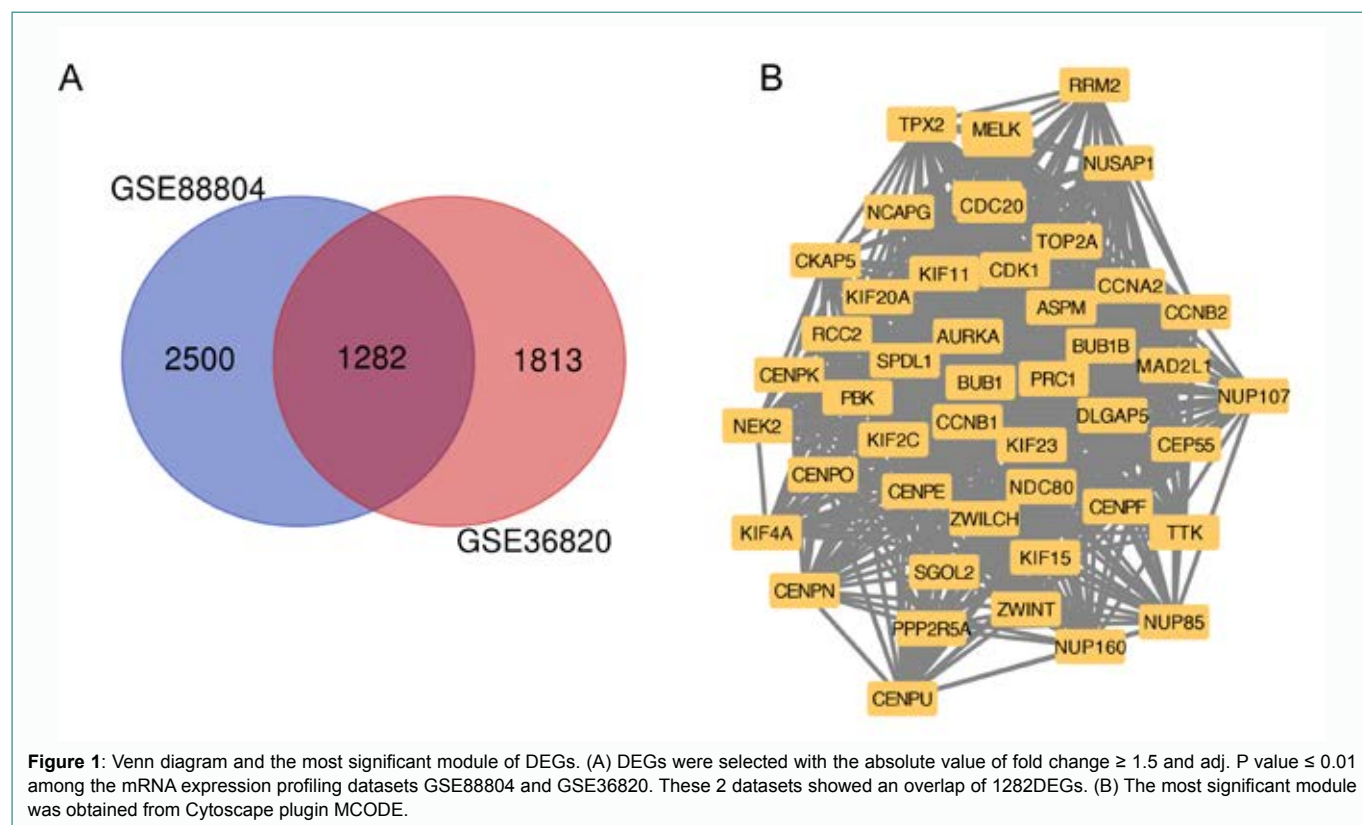 A
B
GSE88804
GSE36820
2500
1282
1813
RRM2
TPX2
MELK
NUSAP1
NCAPG
CDC20
TOP2A
CKAP5
KIF11
CDK1
CCNA2
KIF20A
ASPM
CCNB2
RCC2
AURKA
BUB1B
SPDL1
MAD2L1
CENPK
BUB1
PRC1
PBK
NUP107
DLGAP5
NEK2
CCNB1
KIF2C
KIF23
CEP55
CENPO
CENPE
NDC80
CENPF
ZWILCH
KIF4A
TTK
KIF15
SGOL2
CENPN
ZWINT
PPP2R5A
NUP85
NUP160
CENPU
Figure 1: Venn diagram and the most significant module of DEGs. (A) DEGs were selected with the absolute value of fold change ≥ 1.5 and adj. P value ≤ 0.01
among the mRNA expression profiling datasets GSE88804 and GSE36820. These 2 datasets showed an overlap of 1282DEGs. (B) The most significant module
was obtained from Cytoscape plugin MCODE.